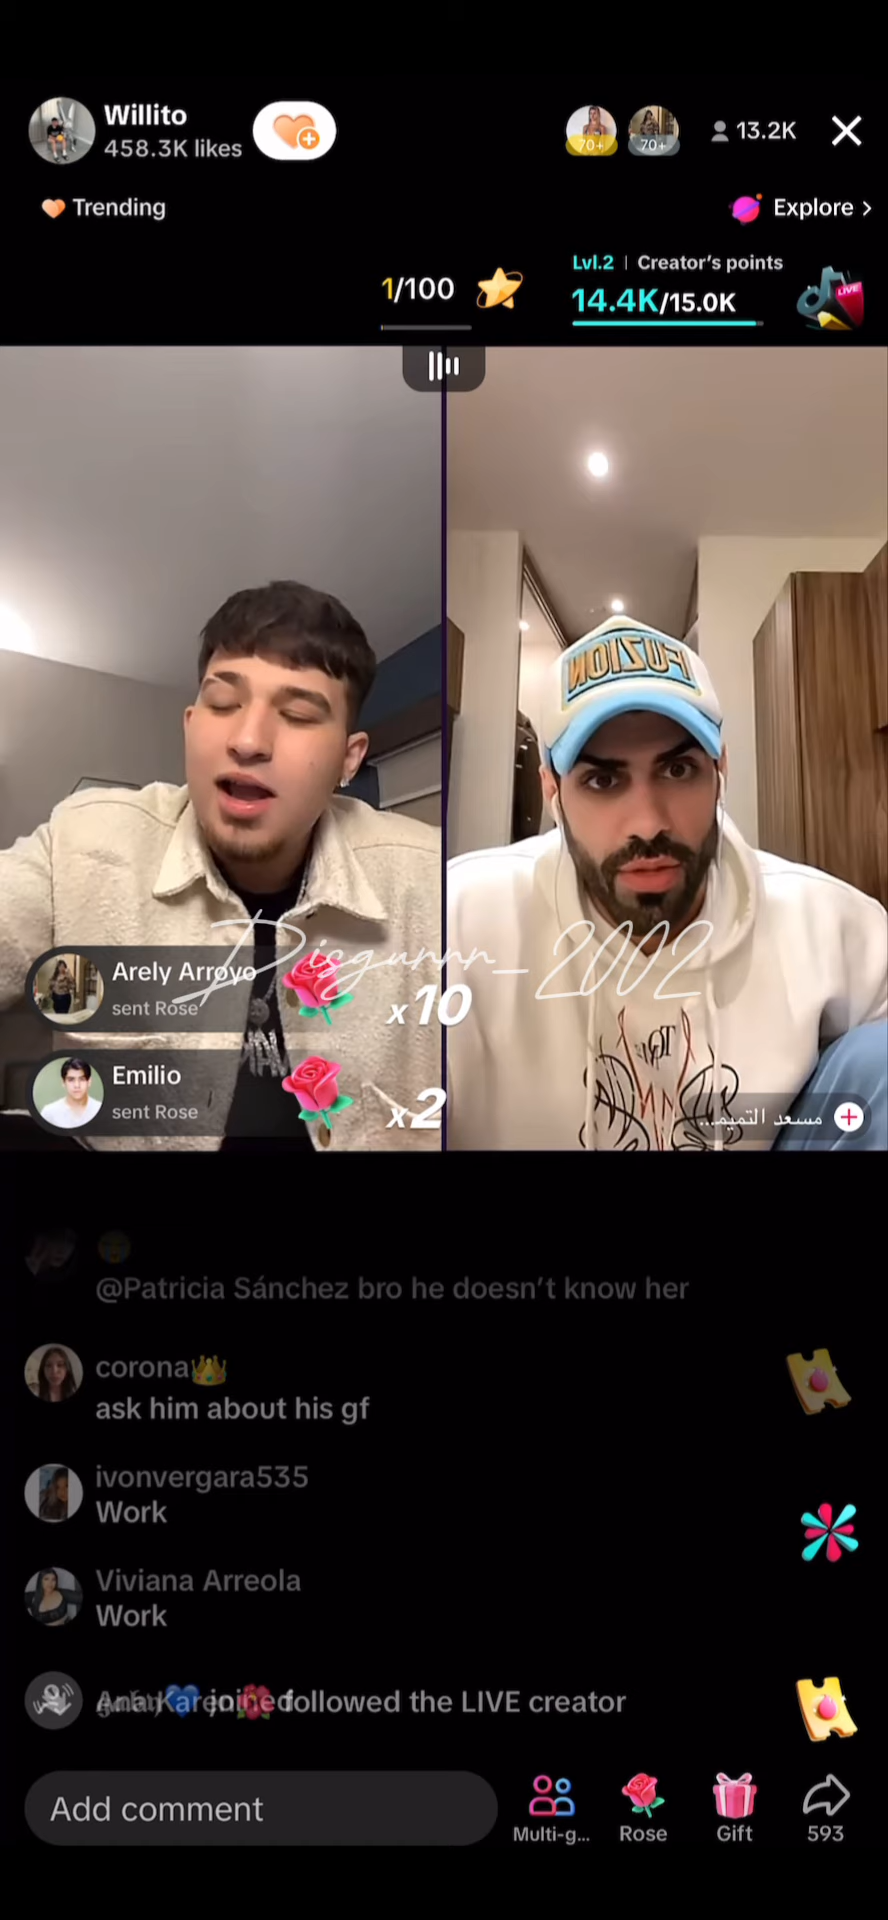 Willito
458.3K likes
70+
70+
13.2K
Trending
Explore >
1/100
Lvl.2 | Creator's points
14.4K/15.0K
LIVE
FUZION
Arely Arroyo
sent Rose
x10
Disgunnr_2002
Emilio
sent Rose
x2
مسعد التميم...
@Patricia Sánchez bro he doesn't know her
corona👑
ask him about his gf
ivonvergara535
Work
Viviana Arreola
Work
followed the LIVE creator
Add comment
Multi-g...
Rose
Gift
593